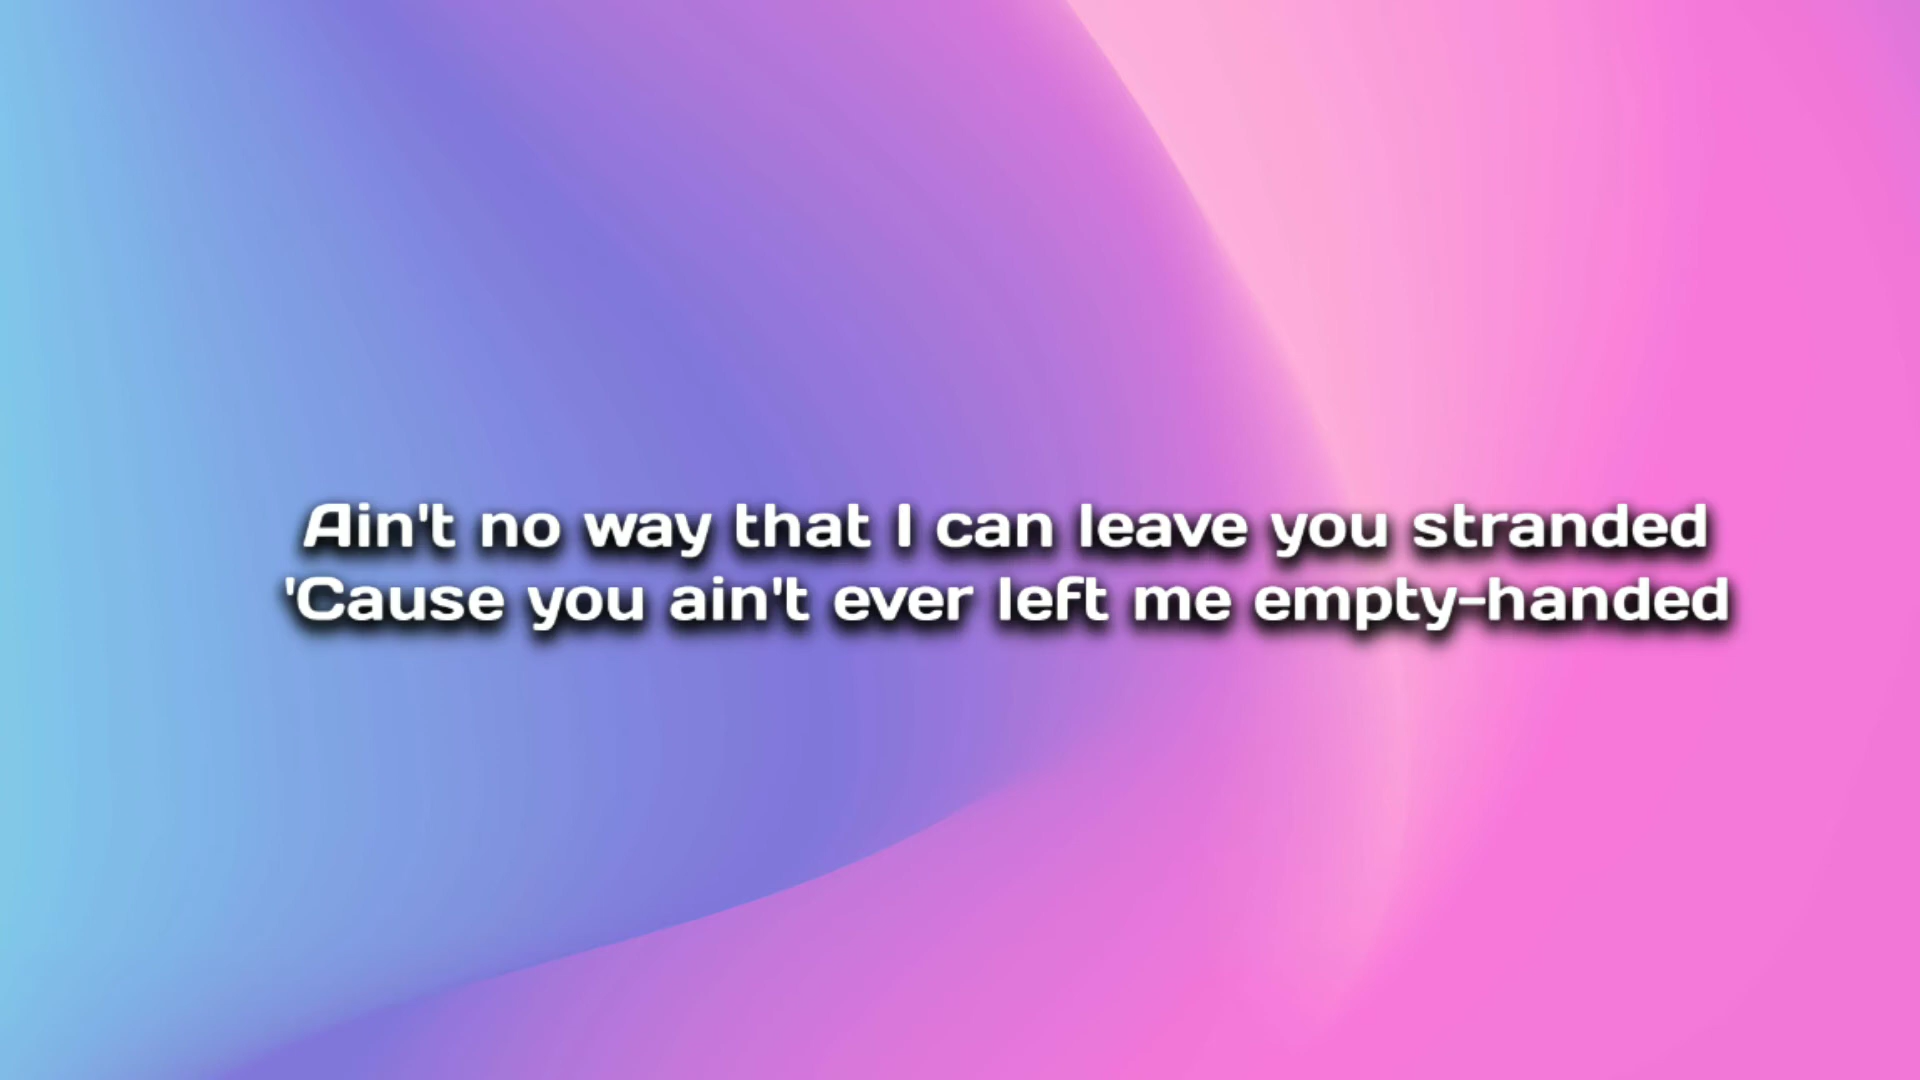 Ain't no way that I can leave you stranded
'Cause you ain't ever left me empty-handed